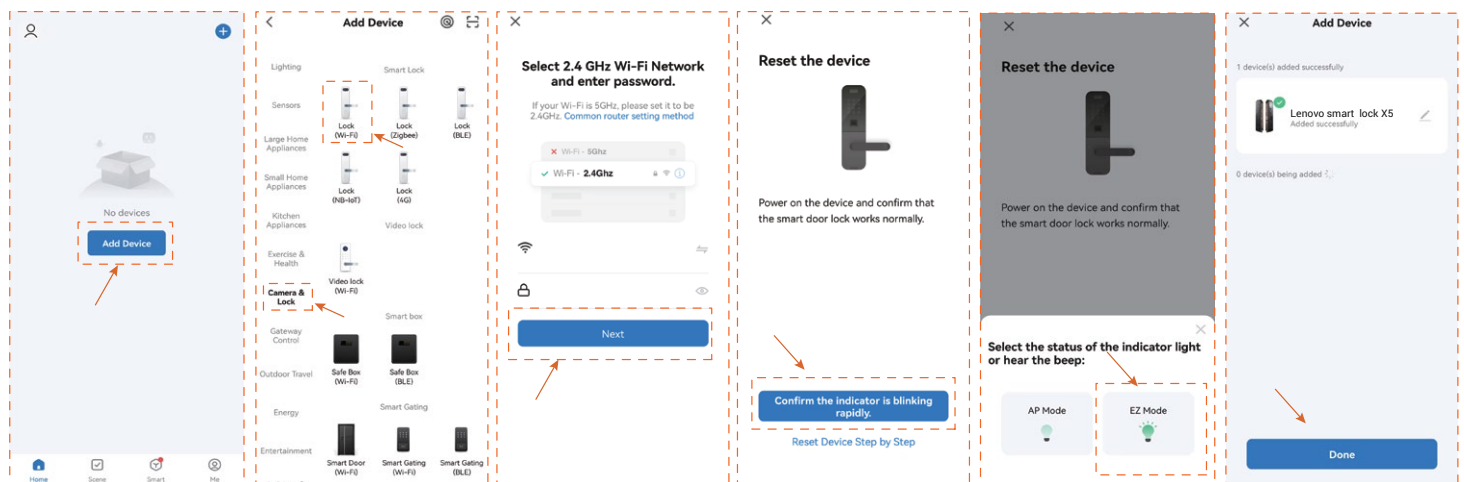 No devices
Add Device
Home
Scene
Smart
Me
Add Device
Lighting
Sensors
Large Home
Appliances
Small Home
Appliances
Kitchen
Appliances
Exercise &
Health
Camera &
Lock
Gateway
Control
Outdoor Travel
Energy
Entertainment
Smart Lock
Lock
(Wi-Fi)
Lock
(Zigbee)
Lock
(BLE)
Lock
(NB-IoT)
Lock
(4G)
Video lock
Video lock
(Wi-Fi)
Smart box
Safe Box
(Wi-Fi)
Safe Box
(BLE)
Smart Gating
Smart Door
(Wi-Fi)
Smart Gating
(Wi-Fi)
Smart Gating
(BLE)
Select 2.4 GHz Wi-Fi Network
and enter password.
If your Wi-Fi is 5GHz, please set it to be
2.4GHz. Common router setting method
Wi-Fi - 5Ghz
Wi-Fi - 2.4Ghz
Next
Reset the device
Power on the device and confirm that
the smart door lock works normally.
Confirm the indicator is blinking
rapidly.
Reset Device Step by Step
Reset the device
Power on the device and confirm that
the smart door lock works normally.
Select the status of the indicator light
or hear the beep:
AP Mode
EZ Mode
Add Device
1 device(s) added successfully
Lenovo smart lock X5
Added successfully
0 device(s) being added
Done